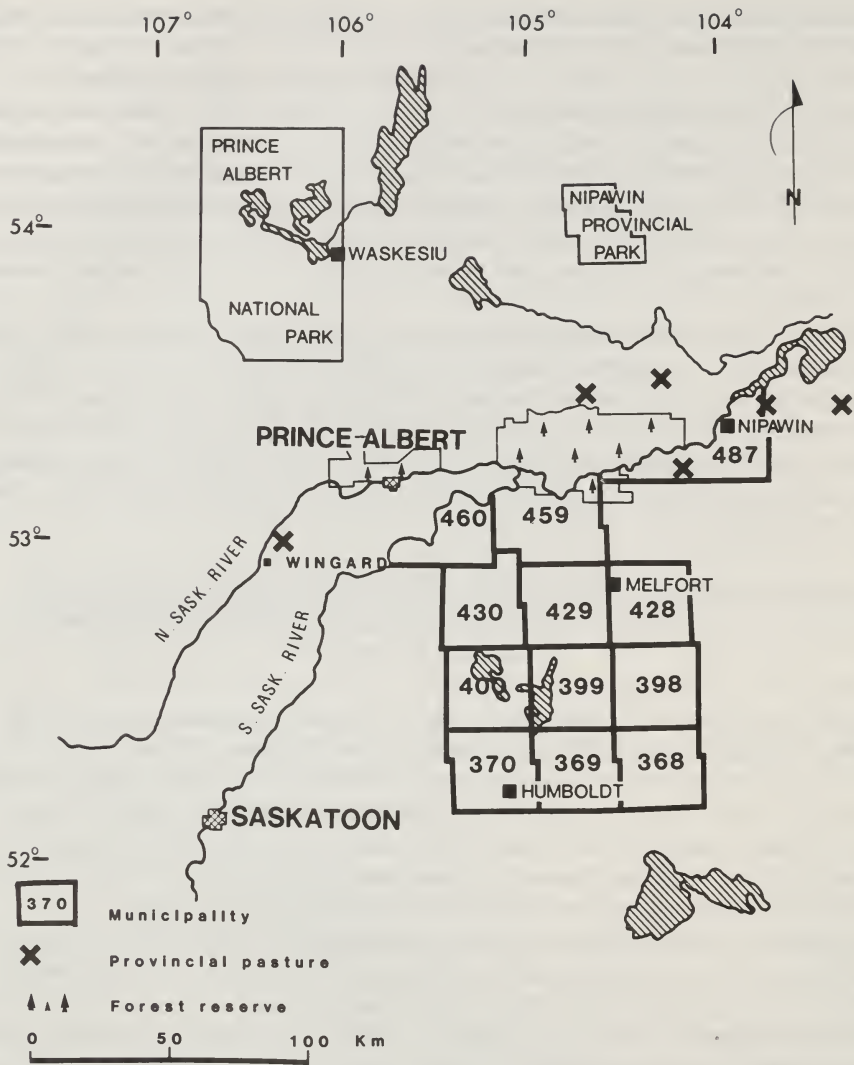 107° 106° 105° 104°
PRINCE
ALBERT
NIPAWIN
PROVINCIAL
PARK
N
54°
WASKESIU
NATIONAL
PARK
PRINCE ALBERT
NIPAWIN
487
53°
460 459
WINGARD
MELFORT
N. SASK. RIVER
430 429 428
S. SASK. RIVER
400 399 398
370 369 368
HUMBOLDT
SASKATOON
52°
370 Municipality
Provincial pasture
Forest reserve
0 50 100 Km